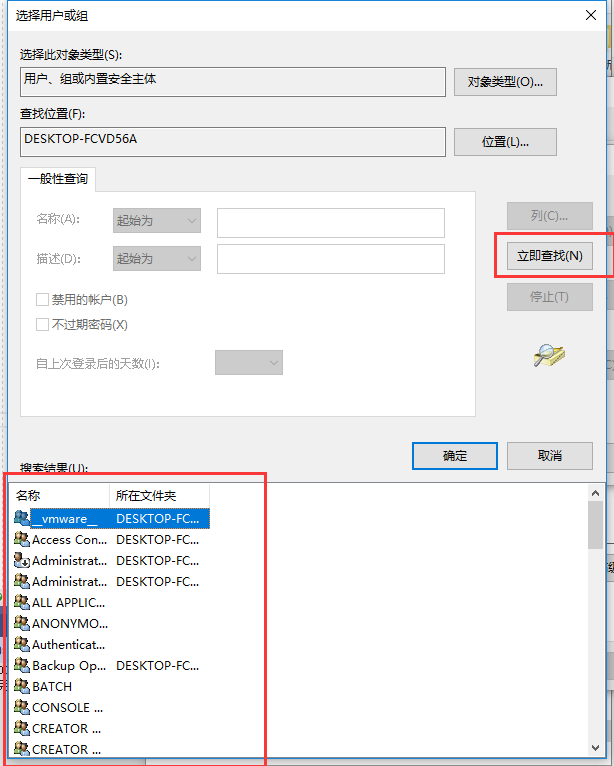 选择用户或组
选择此对象类型(S):
用户、组或内置安全主体
对象类型(O)...
查找位置(F):
DESKTOP-FCVD56A
位置(L)...
一般性查询
名称(A):
起始为
列(C)...
描述(D):
起始为
立即查找(N)
禁用的帐户(B)
停止(T)
不过期密码(X)
自上次登录后的天数(I):
确定
取消
搜索结果(U):
名称 所在文件夹
__vmware__ DESKTOP-FC...
Access Con... DESKTOP-FC...
Administrat... DESKTOP-FC...
Administrat... DESKTOP-FC...
ALL APPLIC...
ANONYMO...
Authenticat...
Backup Op... DESKTOP-FC...
BATCH
CONSOLE ...
CREATOR ...
CREATOR ...